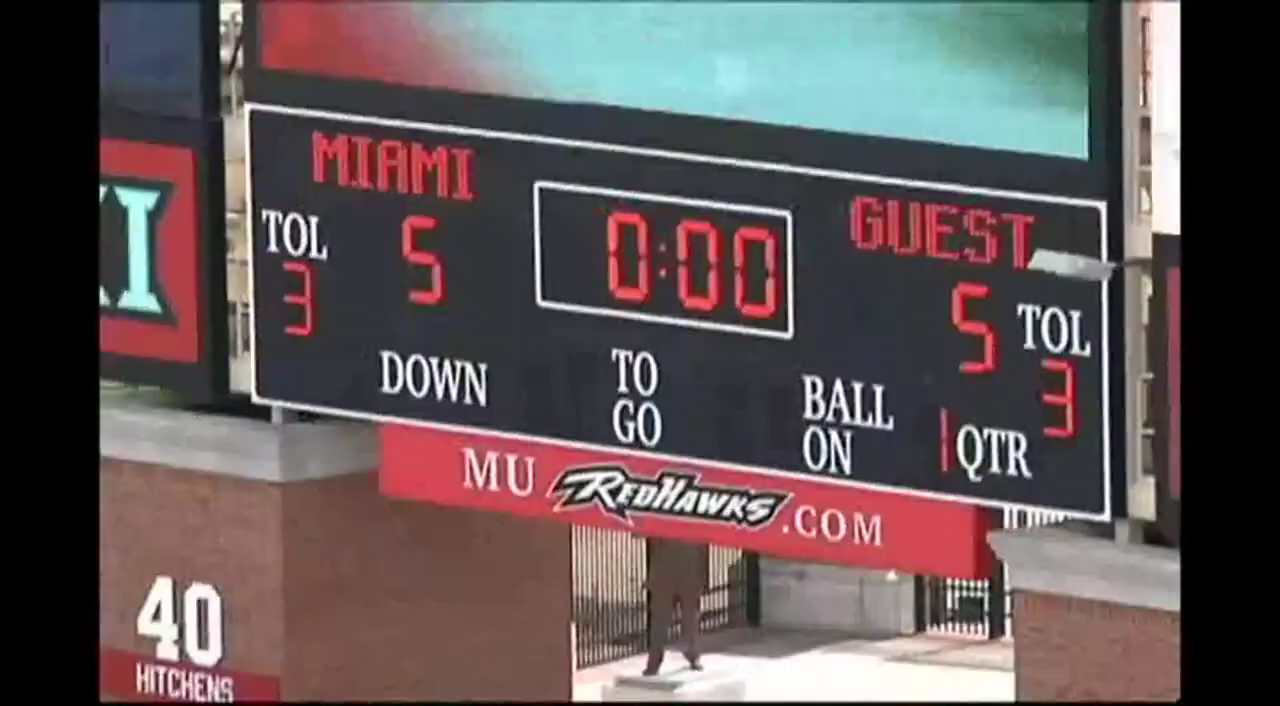 MIAMI
GUEST
TOL
5
0:00
5
TOL
3
3
DOWN
TO
GO
BALL
ON
1 QTR
MU REDHAWKS .COM
40
HITCHENS